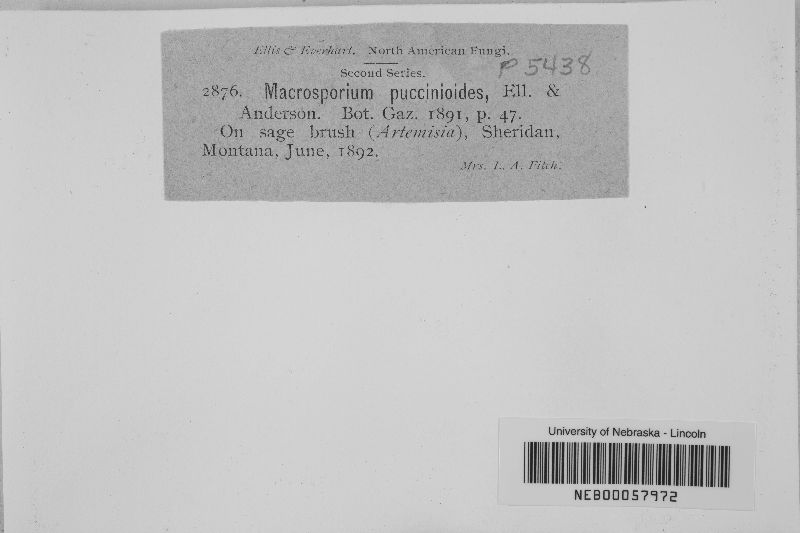 Ellis & Everhart. North American Fungi.
Second Series.
P 5438
2876. Macrosporium puccinioides, Ell. &
Anderson. Bot. Gaz. 1891, p. 47.
On sage brush (Artemisia), Sheridan,
Montana, June, 1892.
Mrs. L. A. Fitch.
University of Nebraska - Lincoln
NEB00057972